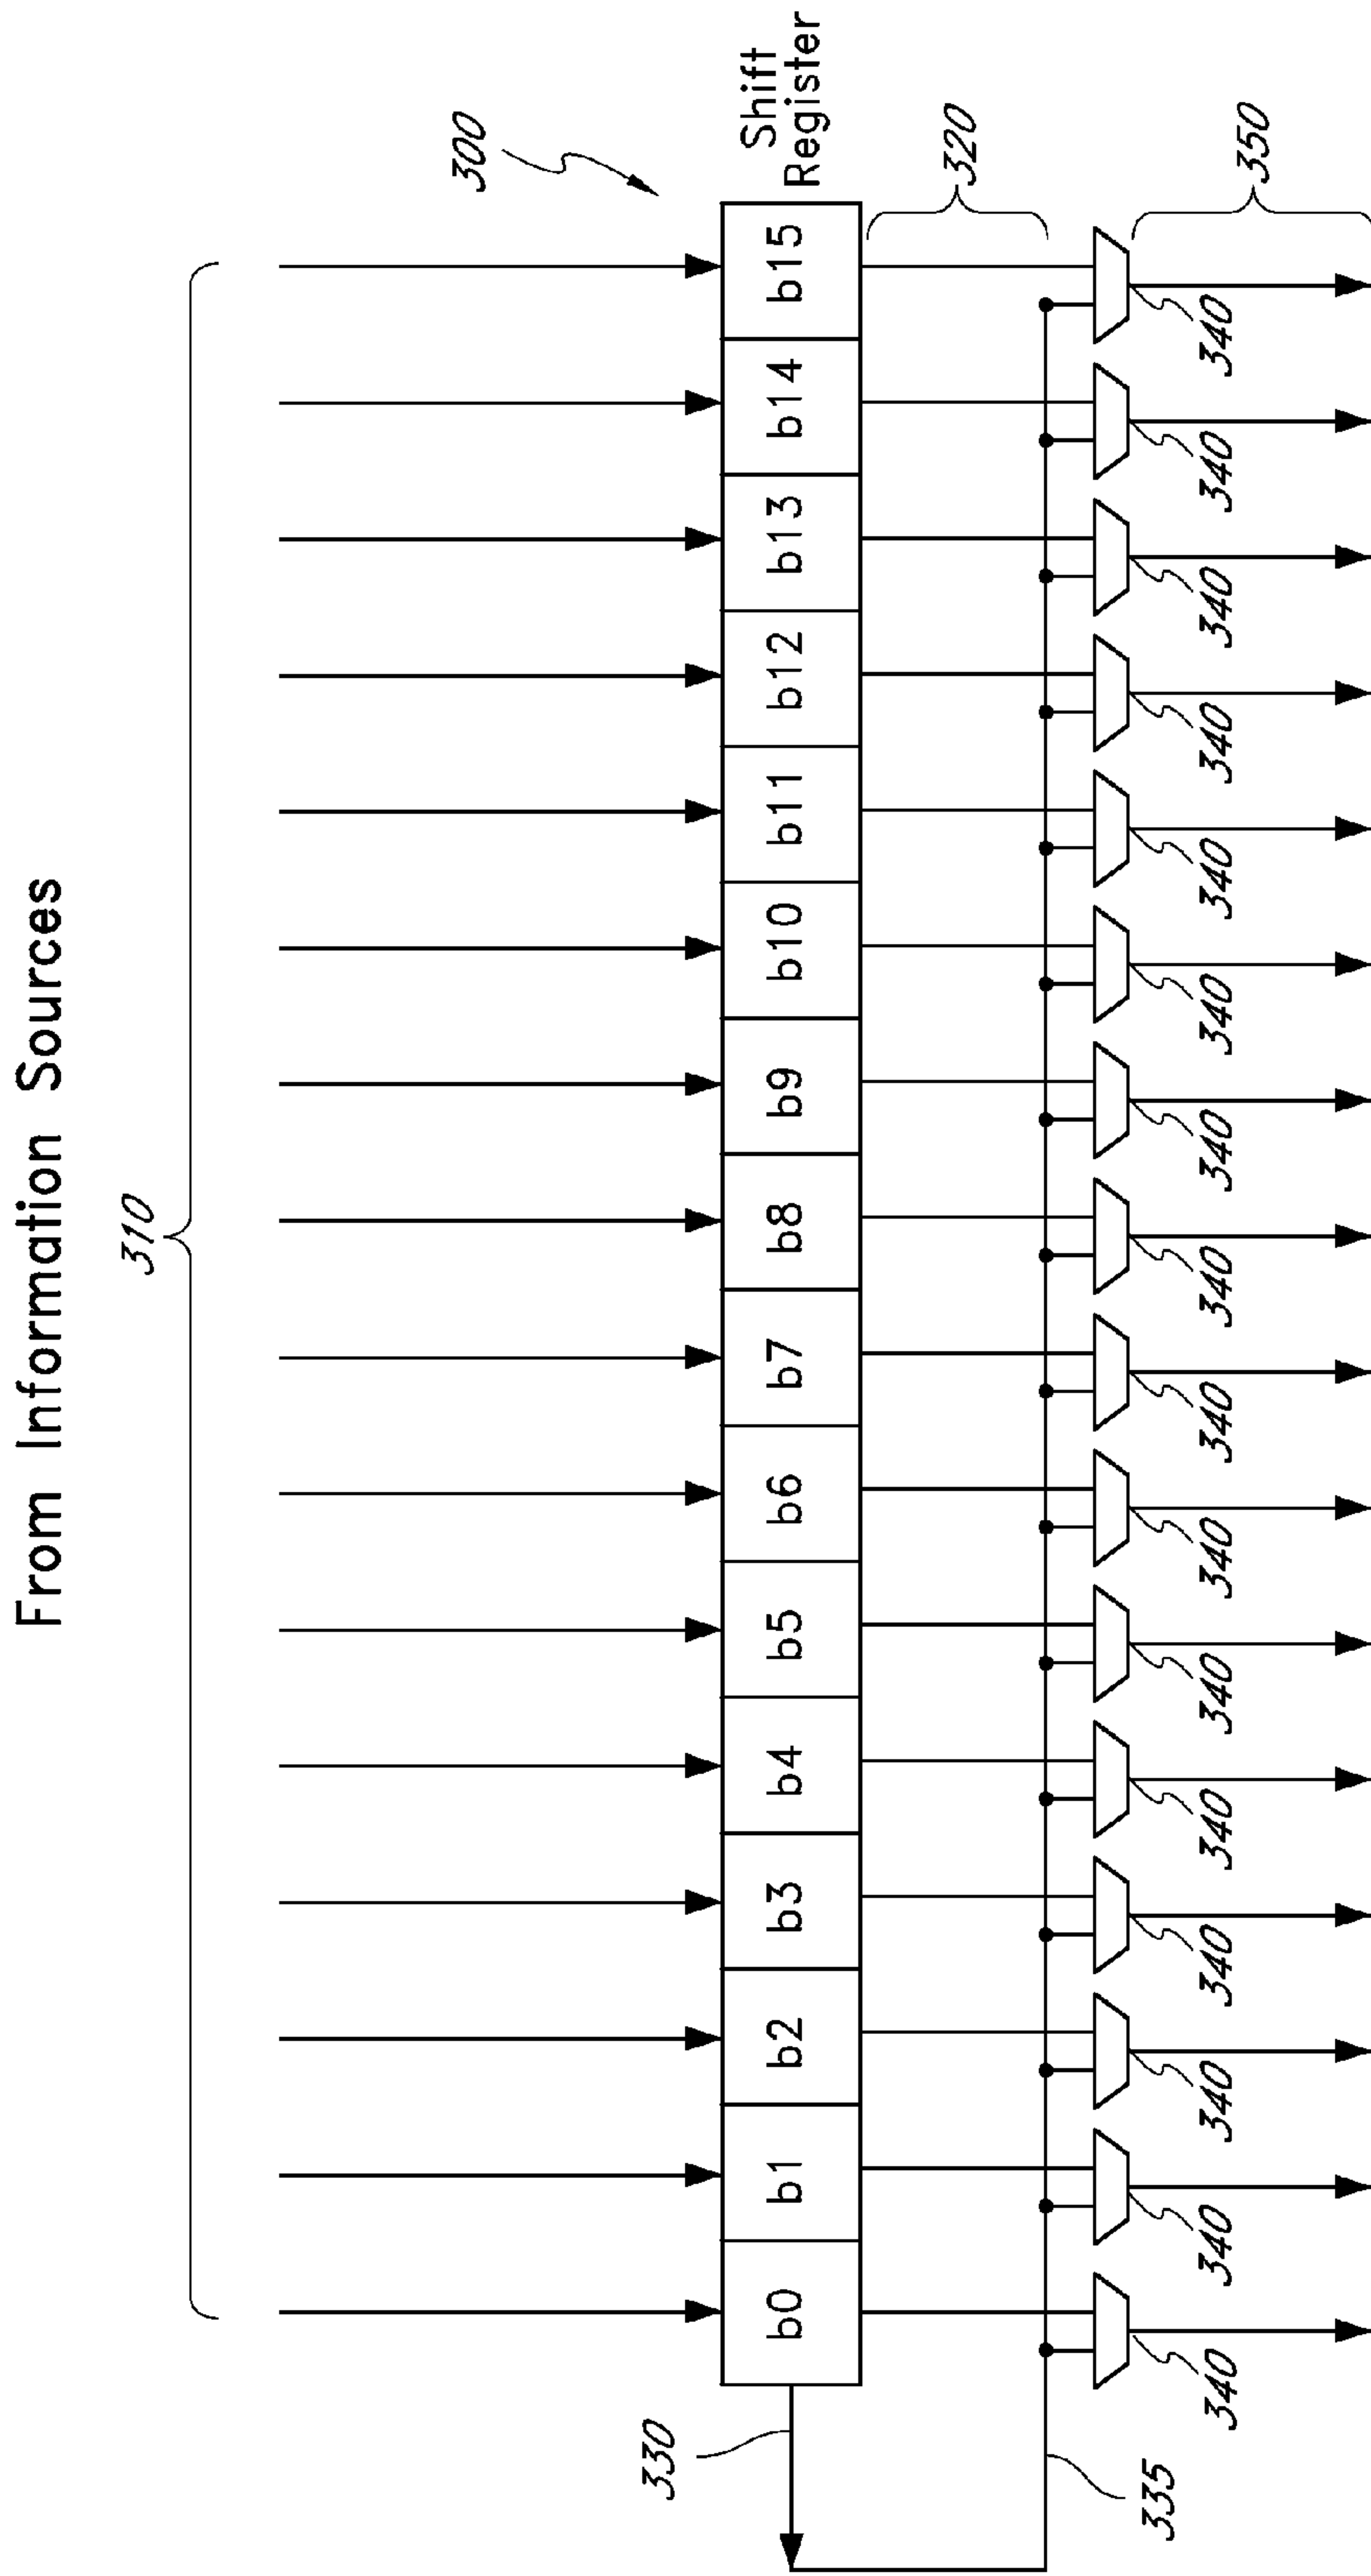 From Information Sources
310
300
330
b0 b1 b2 b3 b4 b5 b6 b7 b8 b9 b10 b11 b12 b13 b14 b15
Shift
Register
320
335
340 340 340 340 340 340 340 340 340 340 340 340 340 340 340 340
350